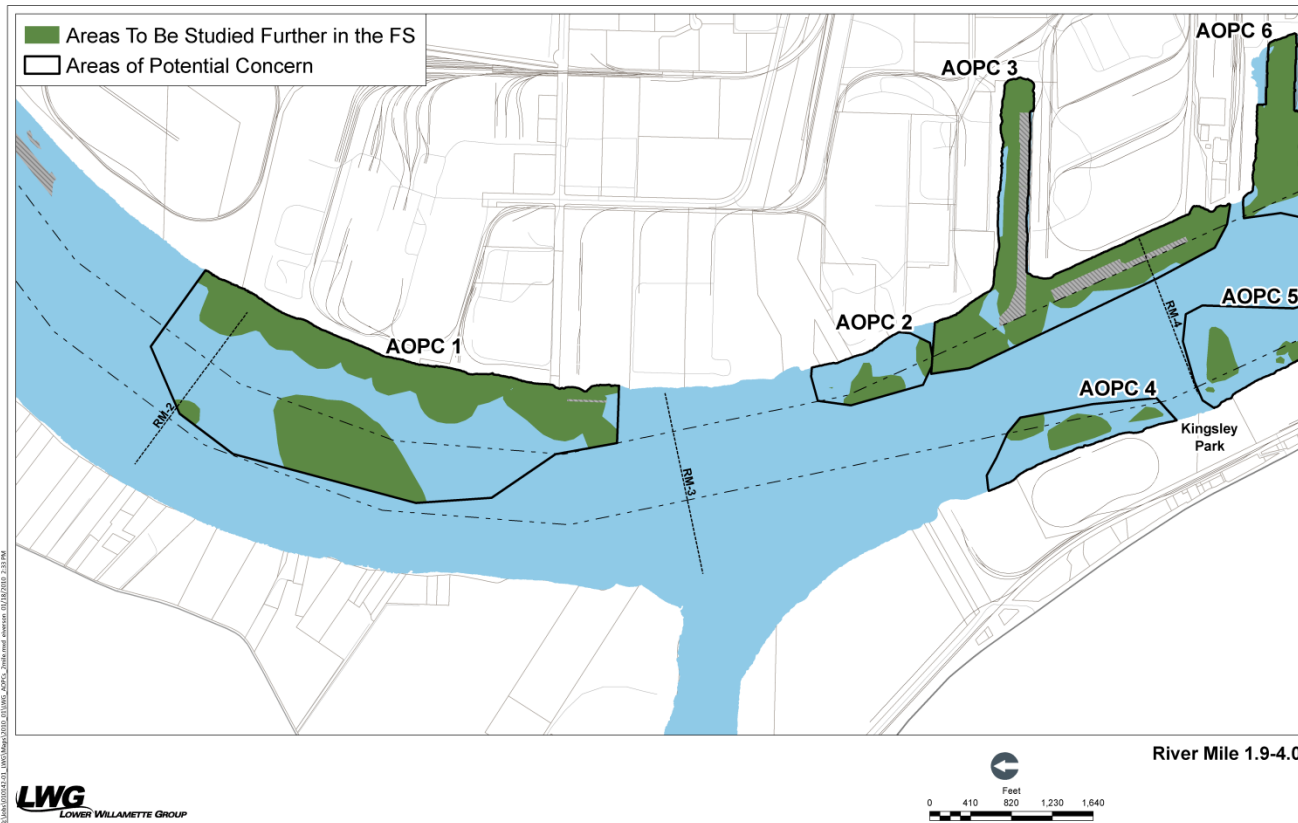 Areas To Be Studied Further in the FS
Areas of Potential Concern
AOPC 6
AOPC 3
AOPC 5
AOPC 2
AOPC 1
AOPC 4
RM-4
RM-2
RM-3
Kingsley
Park
River Mile 1.9-4.0
Feet
0 410 820 1,230 1,640
LWG
LOWER WILLAMETTE GROUP